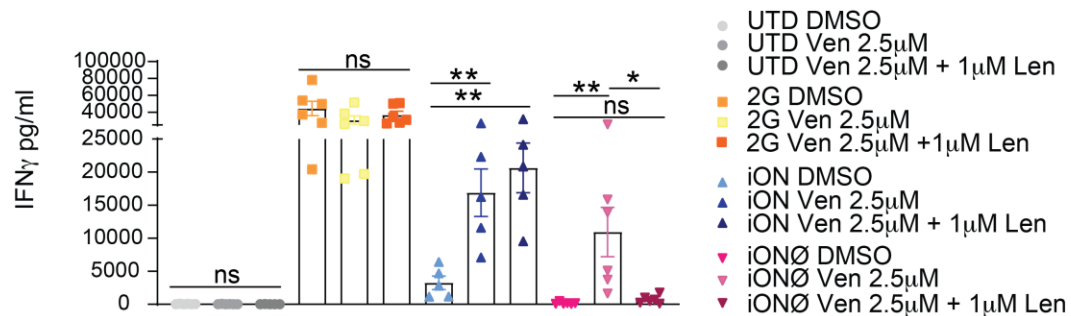 IFNγ pg/ml
100000
80000
60000
40000
25000
20000
15000
10000
5000
0
ns
ns
**
**
**
*
ns
UTD DMSO
UTD Ven 2.5μM
UTD Ven 2.5μM + 1μM Len
2G DMSO
2G Ven 2.5μM
2G Ven 2.5μM +1μM Len
iON DMSO
iON Ven 2.5μM
iON Ven 2.5μM + 1μM Len
iONØ DMSO
iONØ Ven 2.5μM
iONØ Ven 2.5μM + 1μM Len